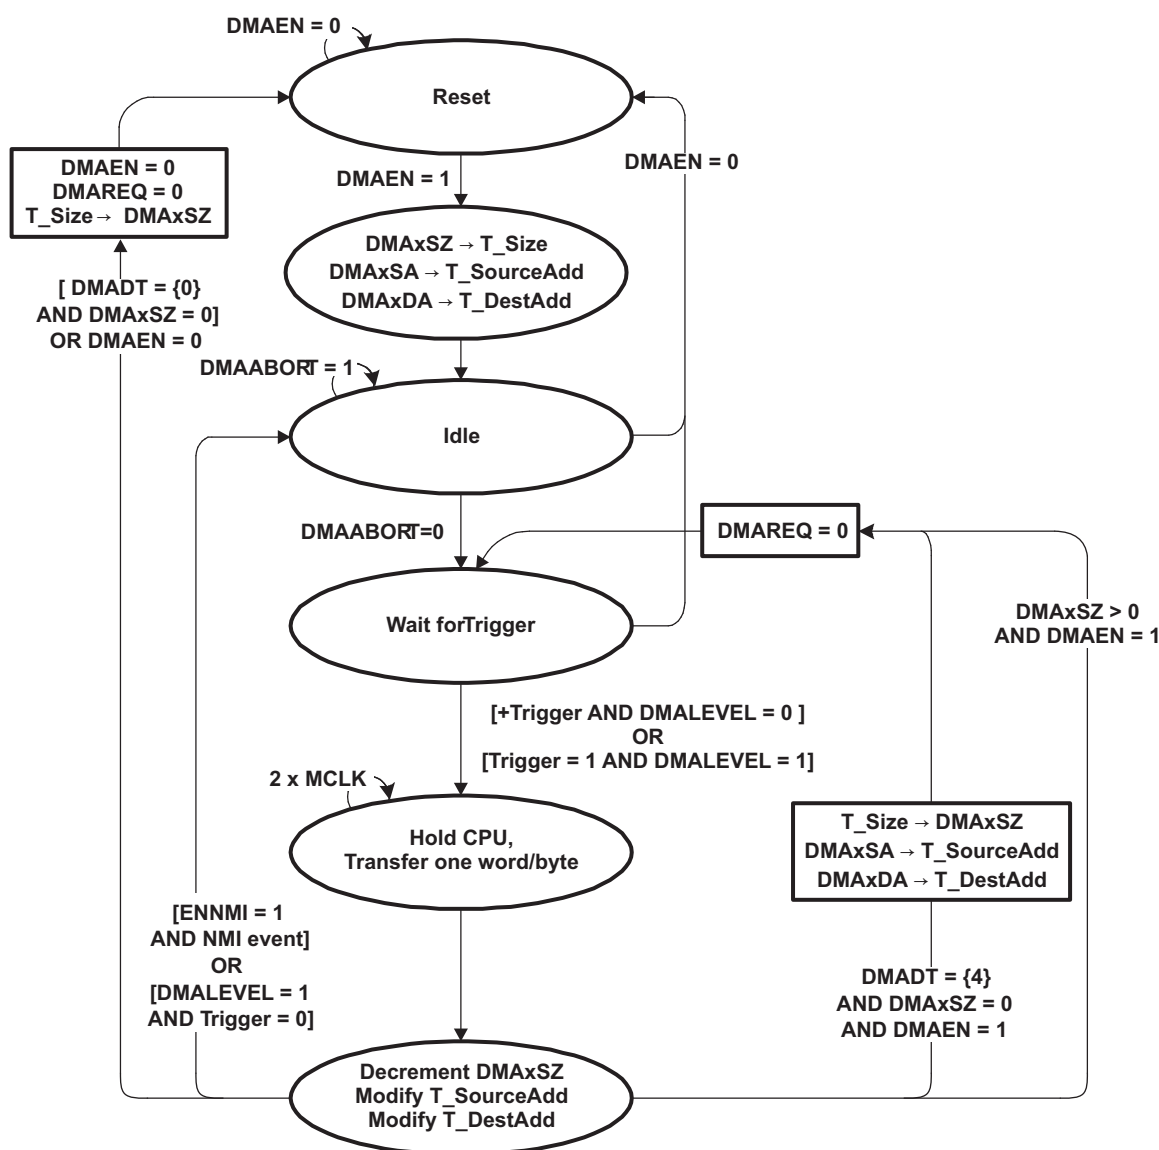 DMAEN = 0
Reset
DMAEN = 0
DMAREQ = 0
T_Size → DMAxSZ
DMAEN = 0
DMAEN = 1
DMAxSZ → T_Size
DMAxSA → T_SourceAdd
DMAxDA → T_DestAdd
[ DMADT = {0}
AND DMAxSZ = 0]
OR DMAEN = 0
DMAABORT = 1
Idle
DMAABORT=0
DMAREQ = 0
Wait forTrigger
DMAxSZ > 0
AND DMAEN = 1
[+Trigger AND DMALEVEL = 0 ]
OR
[Trigger = 1 AND DMALEVEL = 1]
2 x MCLK
Hold CPU,
Transfer one word/byte
T_Size → DMAxSZ
DMAxSA → T_SourceAdd
DMAxDA → T_DestAdd
[ENNMI = 1
AND NMI event]
OR
[DMALEVEL = 1
AND Trigger = 0]
DMADT = {4}
AND DMAxSZ = 0
AND DMAEN = 1
Decrement DMAxSZ
Modify T_SourceAdd
Modify T_DestAdd